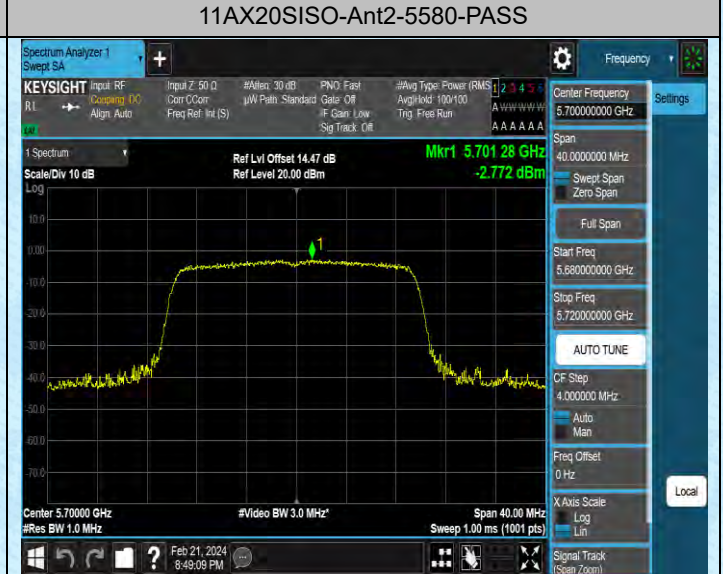 11AX20SISO-Ant2-5580-PASS
Spectrum Analyzer 1
Swept SA
+
Frequency
KEYSIGHT
RL
Input: RF
Coupling: DC
Align: Auto
Input Z: 50 Ω
Corr CCorr
Freq Ref: Int (S)
#Atten: 30 dB
µW Path: Standard
PNO: Fast
Gate: Off
IF Gain: Low
Sig Track: Off
#Avg Type: Power (RMS
Avg|Hold: 100/100
Trig: Free Run
1 2 3 4 5 6
A W W W W W
A A A A A A
1 Spectrum
Scale/Div 10 dB
Log
Ref Lvl Offset 14.47 dB
Ref Level 20.00 dBm
Mkr1 5.701 28 GHz
-2.772 dBm
1
10.0
0.00
-10.0
-20.0
-30.0
-40.0
-50.0
-60.0
-70.0
Center 5.70000 GHz
#Res BW 1.0 MHz
#Video BW 3.0 MHz*
Span 40.00 MHz
Sweep 1.00 ms (1001 pts)
Center Frequency
5.700000000 GHz
Settings
Span
40.0000000 MHz
Swept Span
Zero Span
Full Span
Start Freq
5.680000000 GHz
Stop Freq
5.720000000 GHz
AUTO TUNE
CF Step
4.000000 MHz
Auto
Man
Freq Offset
0 Hz
X Axis Scale
Log
Lin
Local
Signal Track
(Span Zoom)
?
Feb 21, 2024
8:49:09 PM